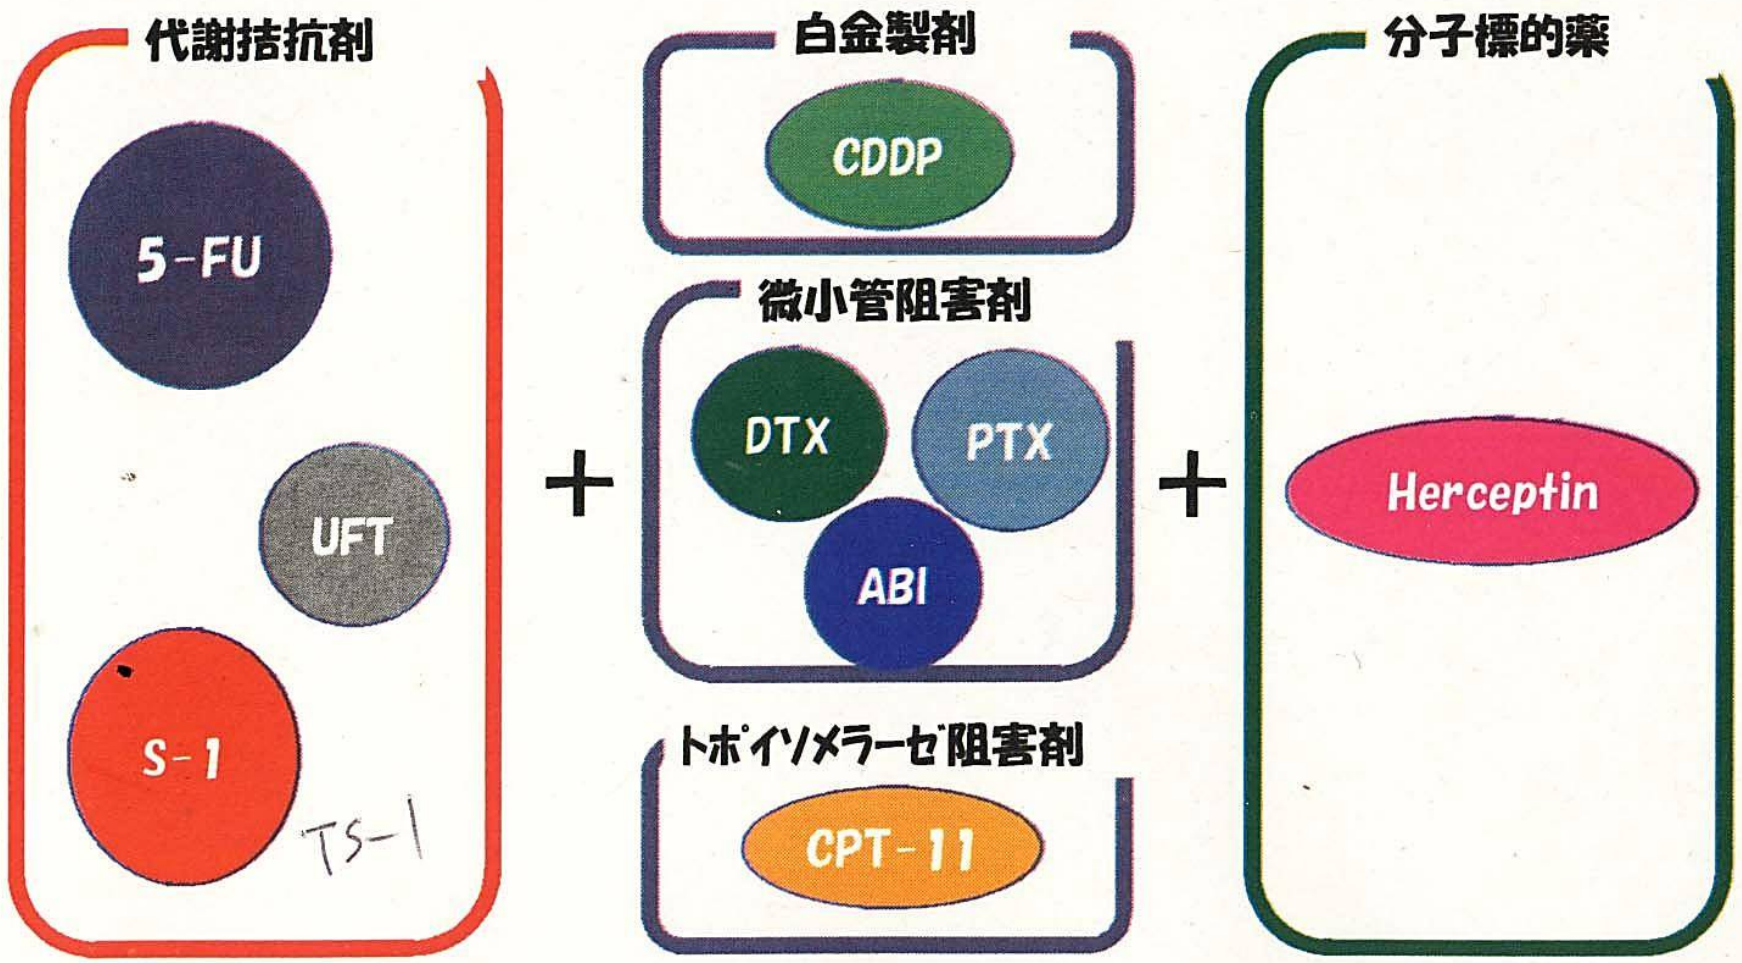 代謝拮抗剤
5-FU
UFT
S-1
TS-1
+
白金製剤
CDDP
微小管阻害剤
DTX
PTX
ABI
トポイソメラーゼ阻害剤
CPT-11
+
分子標的薬
Herceptin